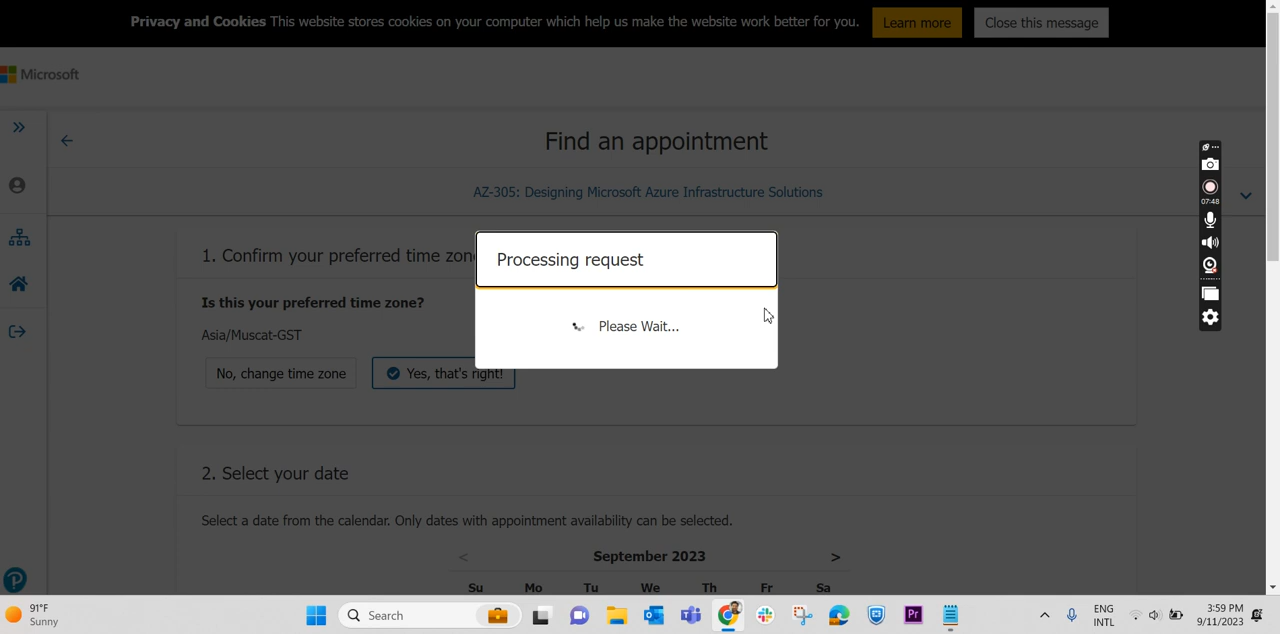 Privacy and Cookies This website stores cookies on your computer which help us make the website work better for you.
Learn more
Close this message
Microsoft
Find an appointment
AZ-305: Designing Microsoft Azure Infrastructure Solutions
07:48
1. Confirm your preferred time zon
Processing request
Is this your preferred time zone?
Please Wait...
Asia/Muscat-GST
No, change time zone
Yes, that's right!
2. Select your date
Select a date from the calendar. Only dates with appointment availability can be selected.
< September 2023 >
Su Mo Tu We Th Fr Sa
91°F
Sunny
Search
Pr
ENG
INTL
3:59 PM
9/11/2023